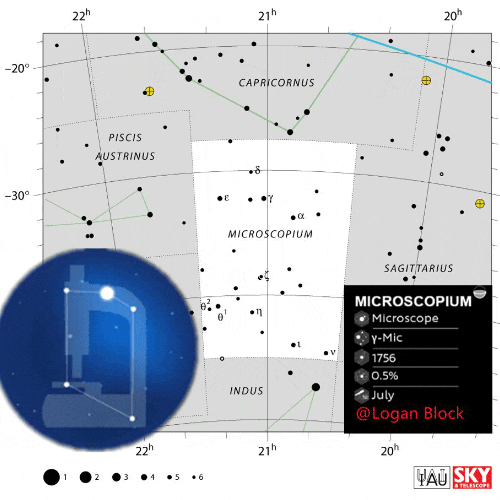 22h 21h 20h
−20°
CAPRICORNUS
PISCIS
AUSTRINUS
−30°
δ
ε γ
α
MICROSCOPIUM
ζ
SAGITTARIUS
θ² θ¹ η
ι ν
INDUS
MICROSCOPIUM
Microscope
γ-Mic
1756
0.5%
July
@Logan Block
22h 21h 20h
1 2 3 4 5 6
IAU
SKY
& TELESCOPE